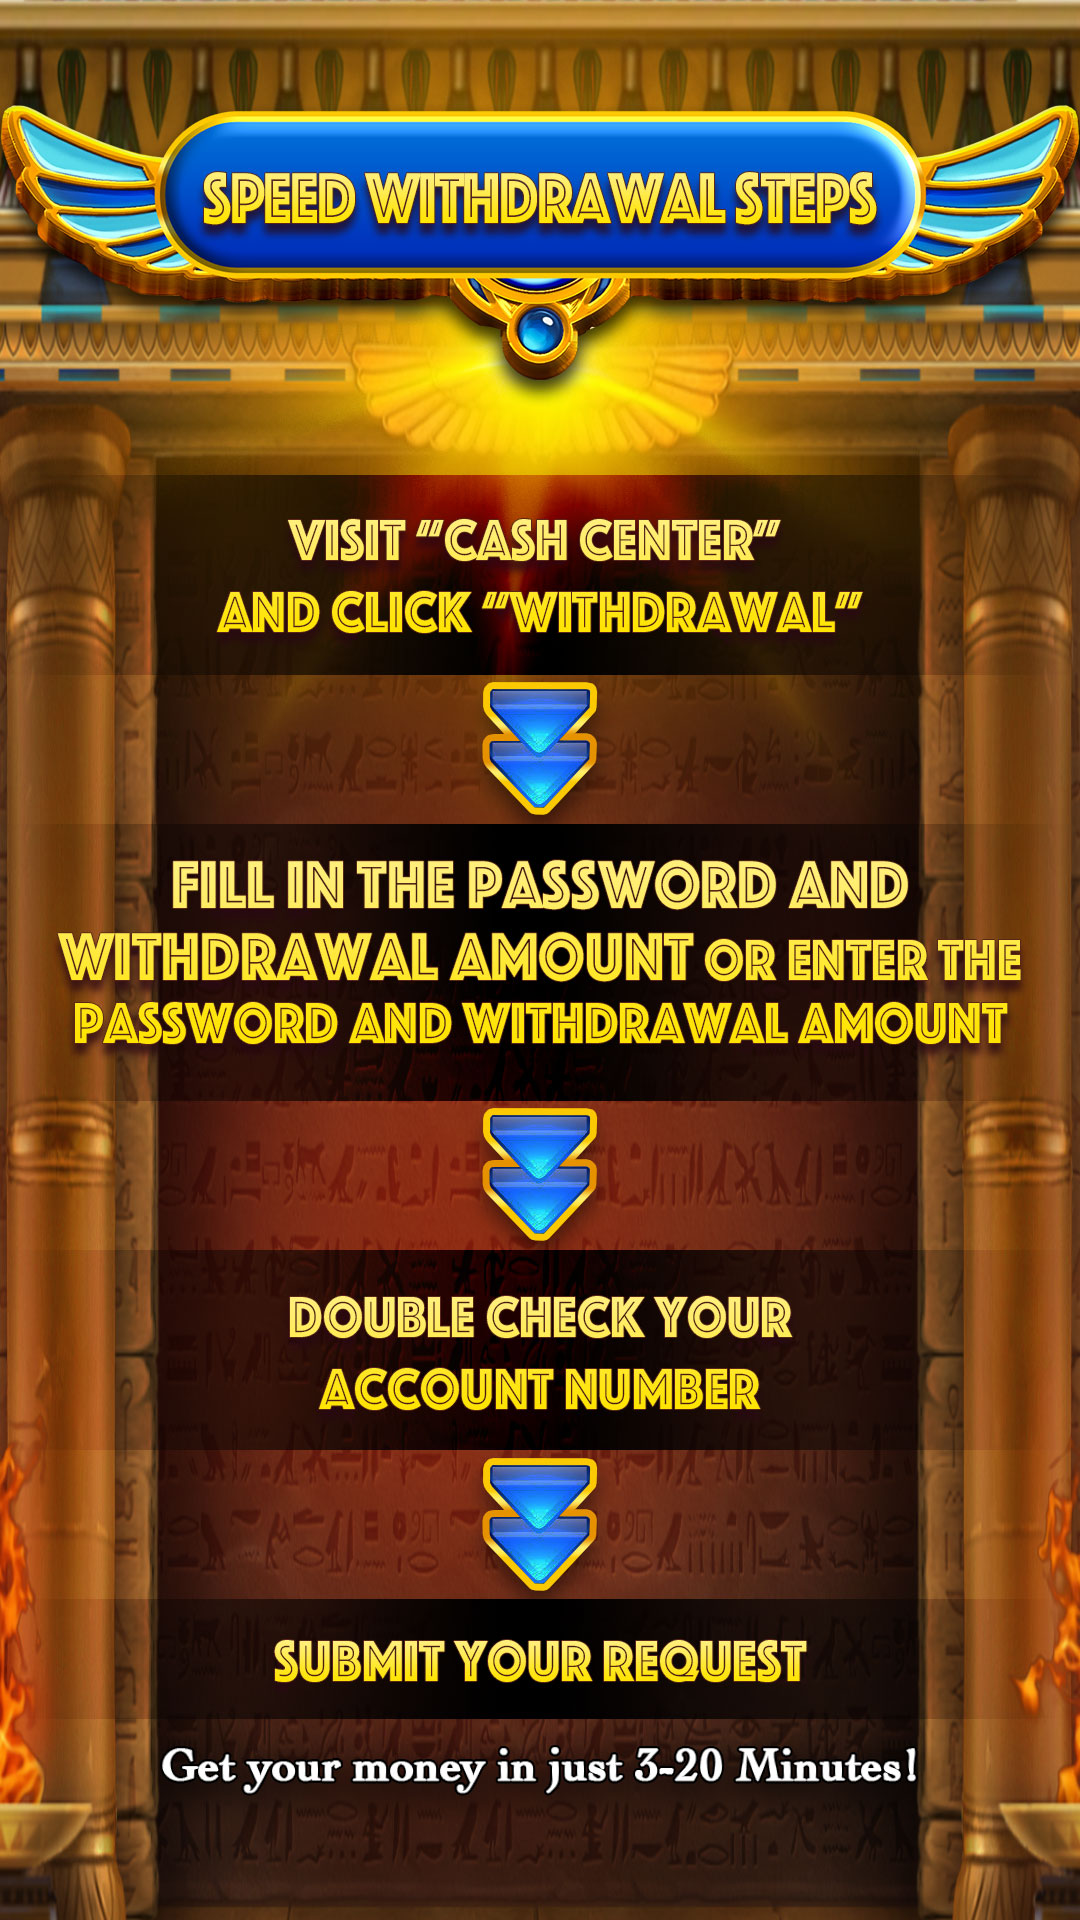 SPEED WITHDRAWAL STEPS
VISIT "CASH CENTER"
AND CLICK "WITHDRAWAL"
FILL IN THE PASSWORD AND
WITHDRAWAL AMOUNT OR ENTER THE
PASSWORD AND WITHDRAWAL AMOUNT
DOUBLE CHECK YOUR
ACCOUNT NUMBER
SUBMIT YOUR REQUEST
Get your money in just 3-20 Minutes!